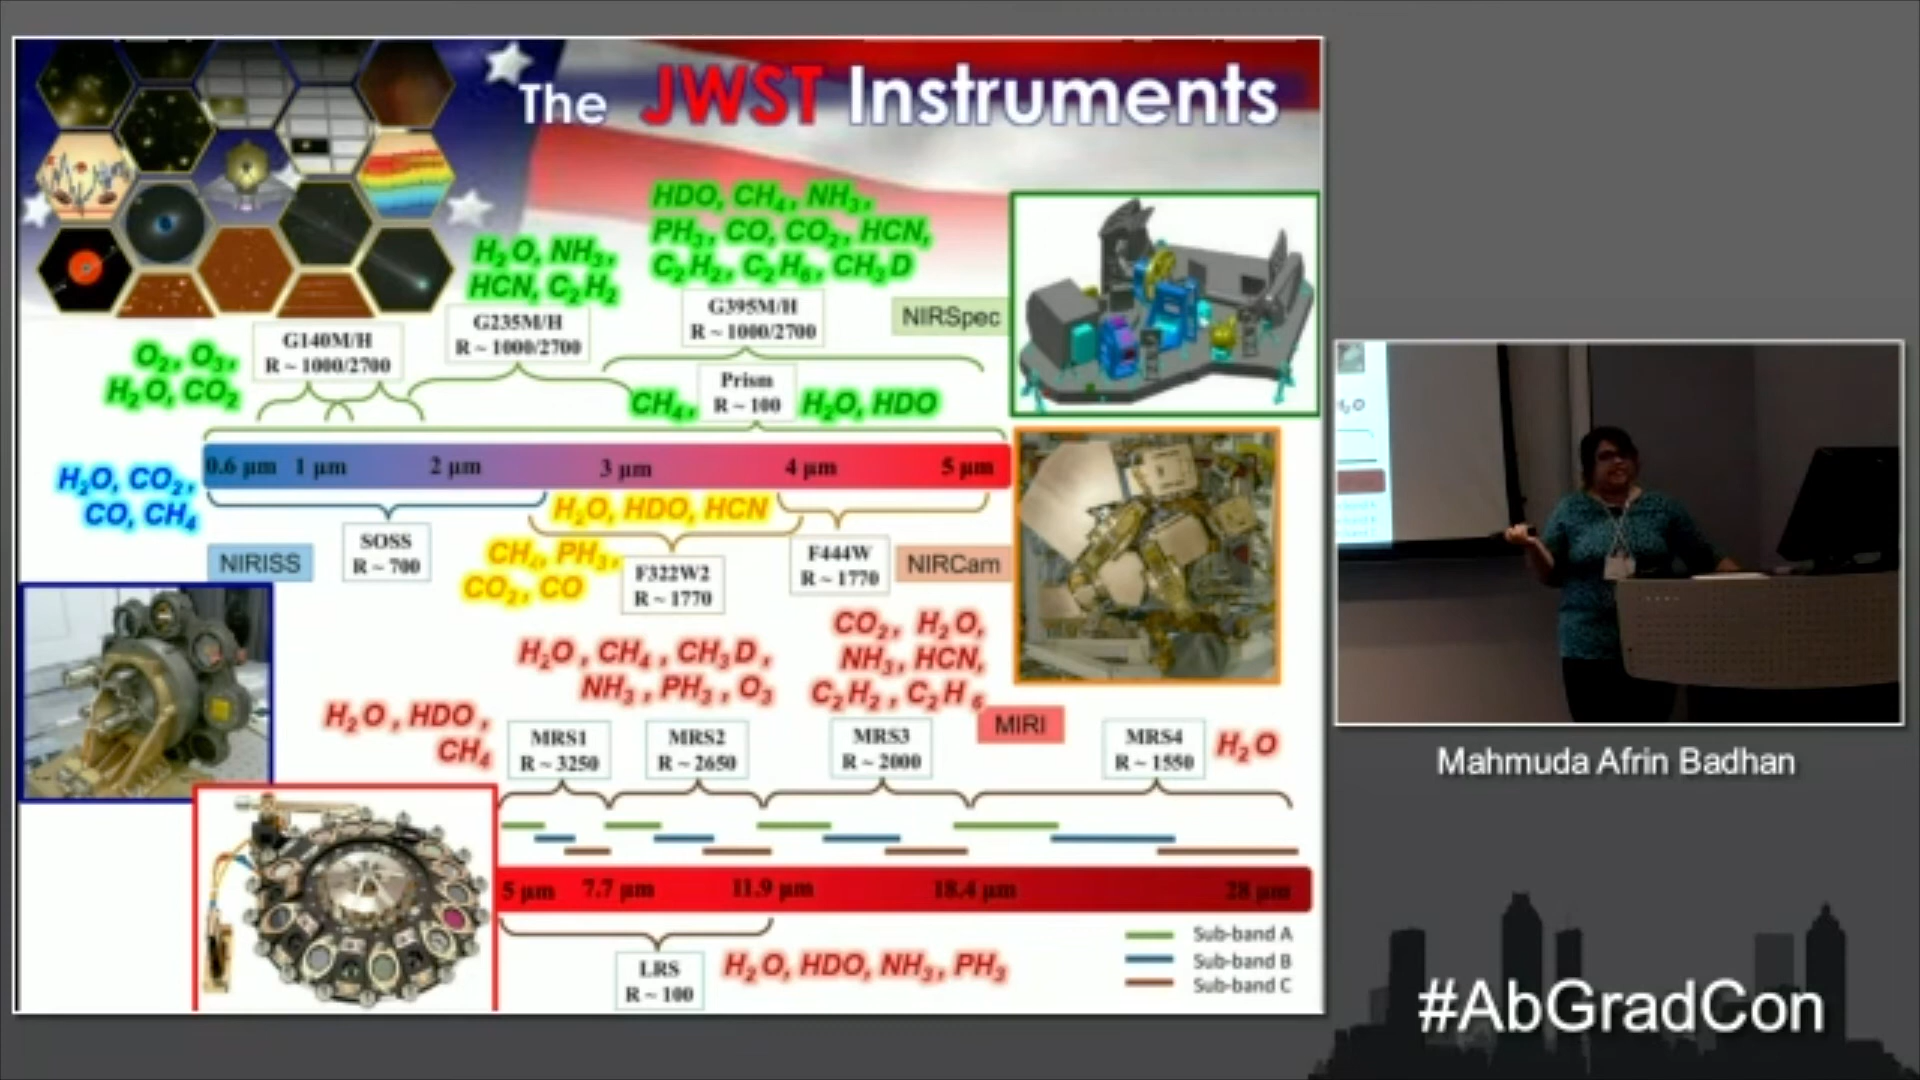 The JWST Instruments
HDO, CH₄, NH₃,
PH₃, CO, CO₂, HCN,
C₂H₂, C₂H₆, CH₃D
H₂O, NH₃,
HCN, C₂H₂
G395M/H
R ~ 1000/2700
NIRSpec
G235M/H
R ~ 1000/2700
G140M/H
R ~ 1000/2700
O₂, O₃,
H₂O, CO₂
Prism
R ~ 100
CH₄,
H₂O, HDO
0.6 µm 1 µm 2 µm 3 µm 4 µm 5 µm
H₂O, CO₂,
CO, CH₄
H₂O, HDO, HCN
SOSS
R ~ 700
NIRISS
CH₄, PH₃,
CO₂, CO
F322W2
R ~ 1770
F444W
R ~ 1770
NIRCam
H₂O, CH₄, CH₃D,
NH₃, PH₃, O₃
CO₂, H₂O,
NH₃, HCN,
C₂H₂, C₂H₆
H₂O, HDO,
CH₄
MIRI
MRS1
R ~ 3250
MRS2
R ~ 2650
MRS3
R ~ 2000
MRS4
R ~ 1550
H₂O
5 µm 7.7 µm 11.9 µm 18.4 µm 28 µm
LRS
R ~ 100
H₂O, HDO, NH₃, PH₃
Sub-band A
Sub-band B
Sub-band C
Mahmuda Afrin Badhan
#AbGradCon